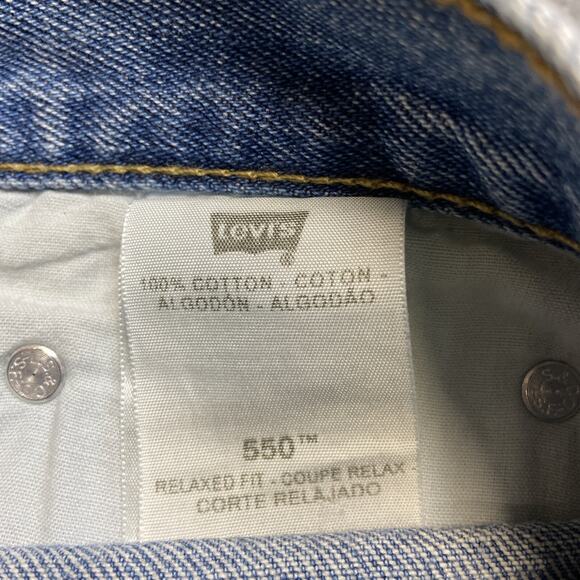 LEVI'S
®
100% COTTON - COTON -
ALGODÓN - ALGODÃO
550™
RELAXED FIT - COUPE RELAX -
CORTE RELAJADO